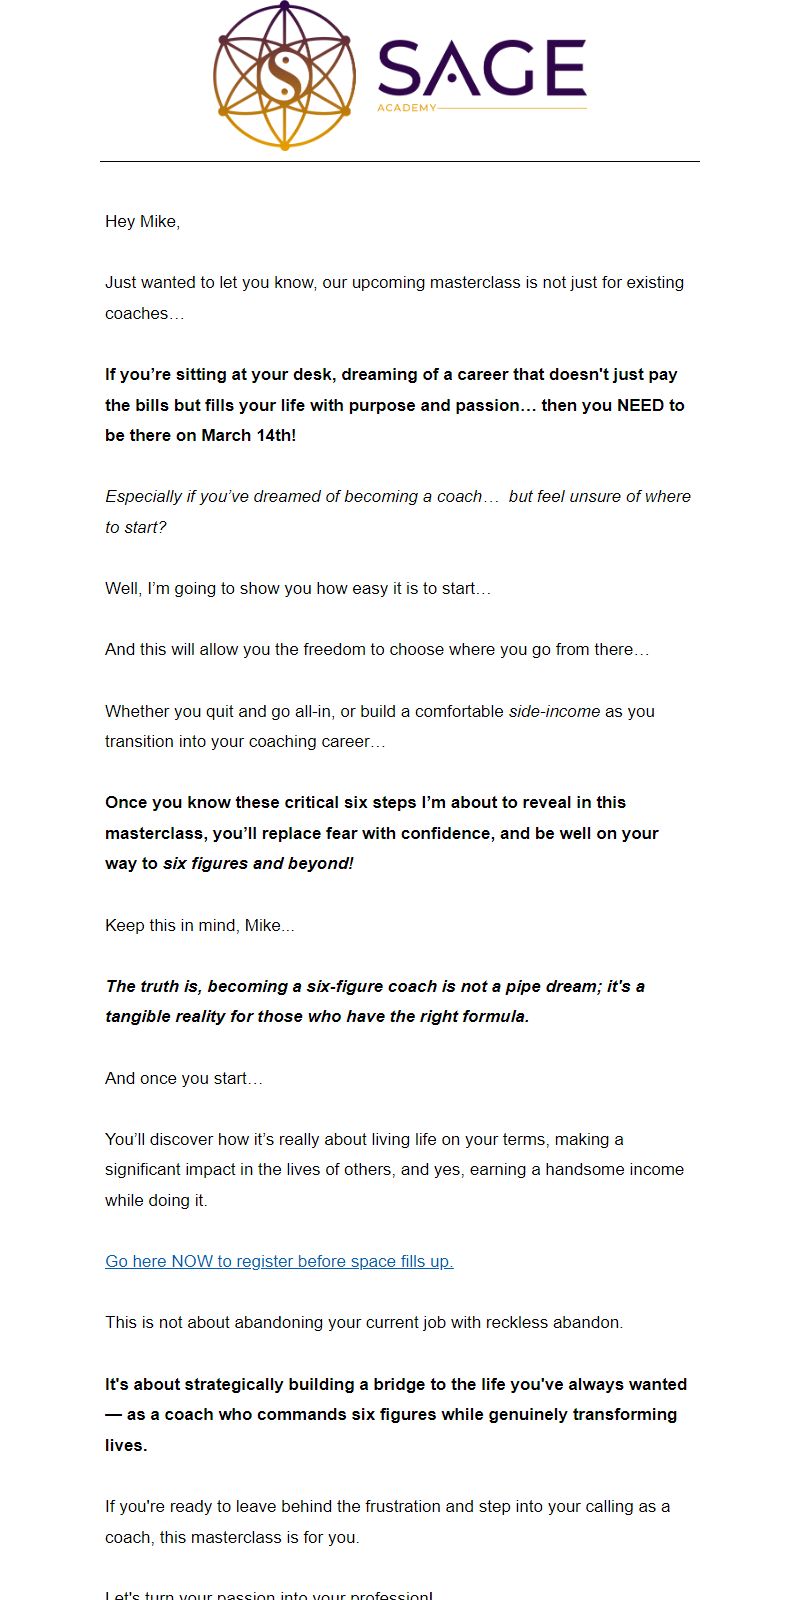 SAGE
ACADEMY
Hey Mike,
Just wanted to let you know, our upcoming masterclass is not just for existing
coaches…
If you’re sitting at your desk, dreaming of a career that doesn't just pay
the bills but fills your life with purpose and passion… then you NEED to
be there on March 14th!
Especially if you’ve dreamed of becoming a coach…  but feel unsure of where
to start?
Well, I’m going to show you how easy it is to start…
And this will allow you the freedom to choose where you go from there…
Whether you quit and go all-in, or build a comfortable side-income as you
transition into your coaching career…
Once you know these critical six steps I’m about to reveal in this
masterclass, you’ll replace fear with confidence, and be well on your
way to six figures and beyond!
Keep this in mind, Mike...
The truth is, becoming a six-figure coach is not a pipe dream; it's a
tangible reality for those who have the right formula.
And once you start…
You’ll discover how it’s really about living life on your terms, making a
significant impact in the lives of others, and yes, earning a handsome income
while doing it.
Go here NOW to register before space fills up.
This is not about abandoning your current job with reckless abandon.
It's about strategically building a bridge to the life you've always wanted
— as a coach who commands six figures while genuinely transforming
lives.
If you're ready to leave behind the frustration and step into your calling as a
coach, this masterclass is for you.
Let's turn your passion into your profession!